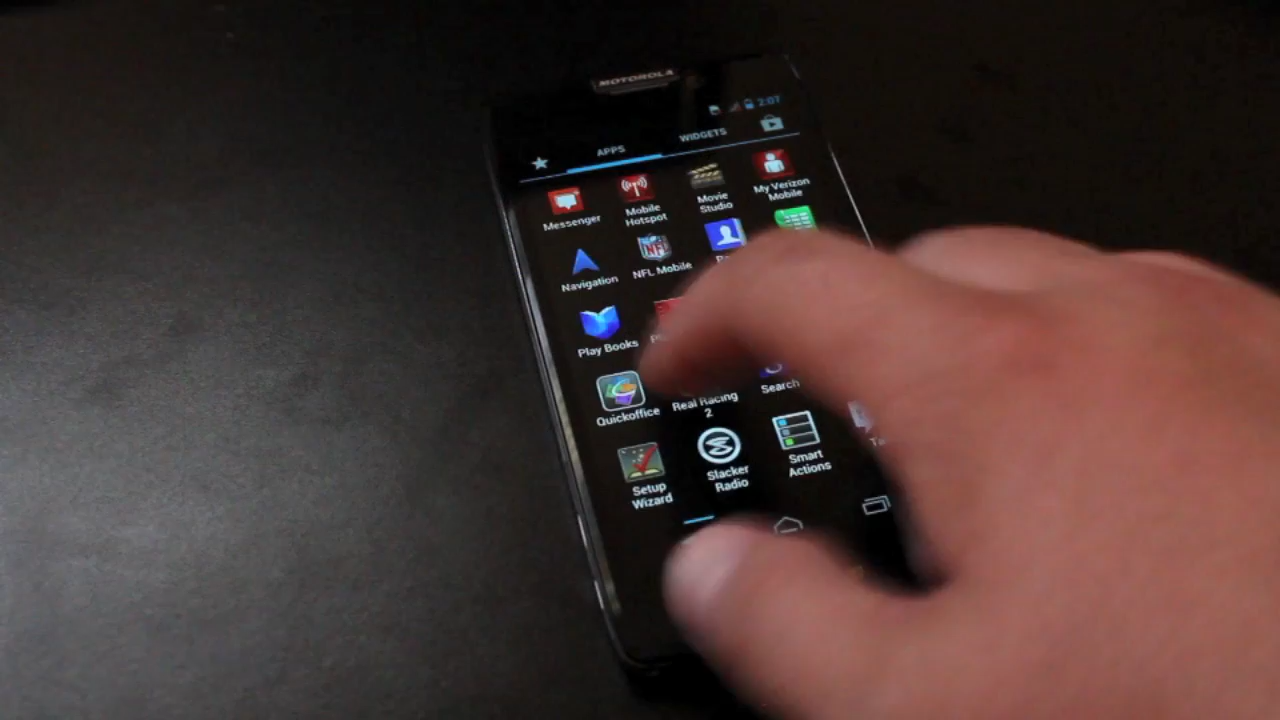 MOTOROLA
2:07
APPS
WIDGETS
Messenger
Mobile
Hotspot
Movie
Studio
My Verizon
Mobile
Navigation
NFL
NFL Mobile
Play Books
Quickoffice
Real Racing
2
Search
Setup
Wizard
Slacker
Radio
Smart
Actions